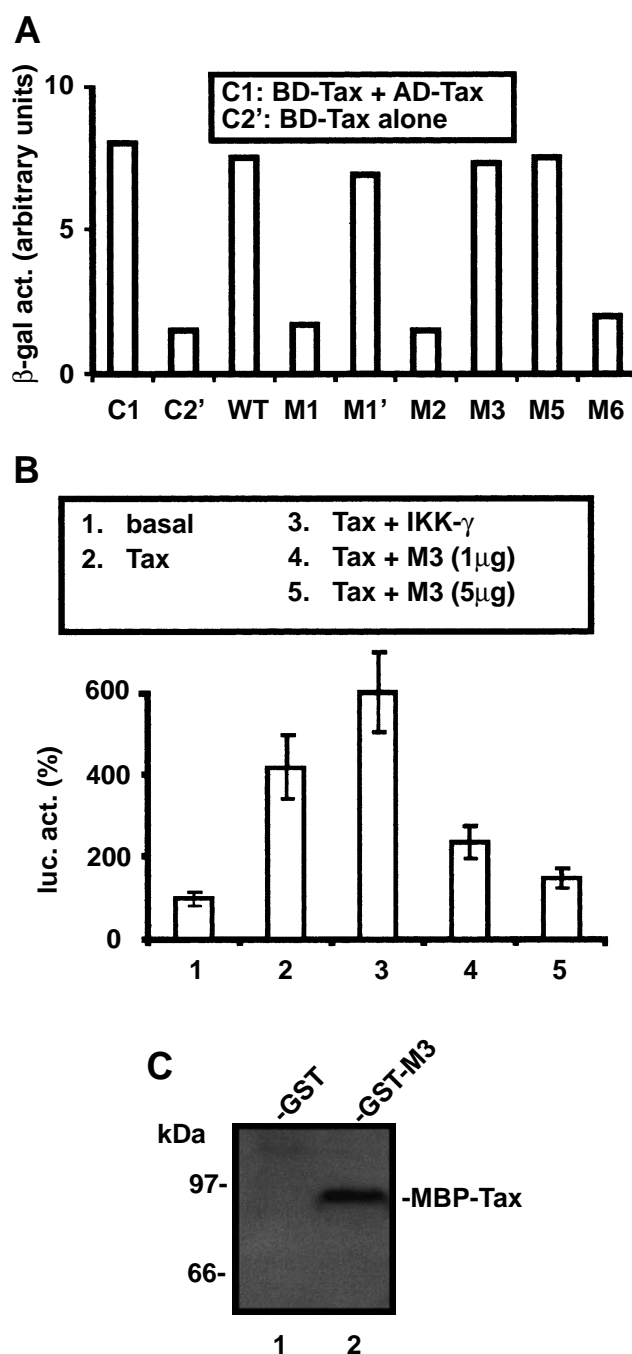 A
β-gal act. (arbitrary units)
10
5
0
C1: BD-Tax + AD-Tax
C2': BD-Tax alone
C1 C2' WT M1 M1’ M2 M3 M5 M6
B
1. basal
2. Tax
3. Tax + IKK-γ
4. Tax + M3 (1μg)
5. Tax + M3 (5μg)
luc. act. (%)
600
400
200
0
1 2 3 4 5
C
-GST
-GST-M3
kDa
97-
66-
-MBP-Tax
1 2